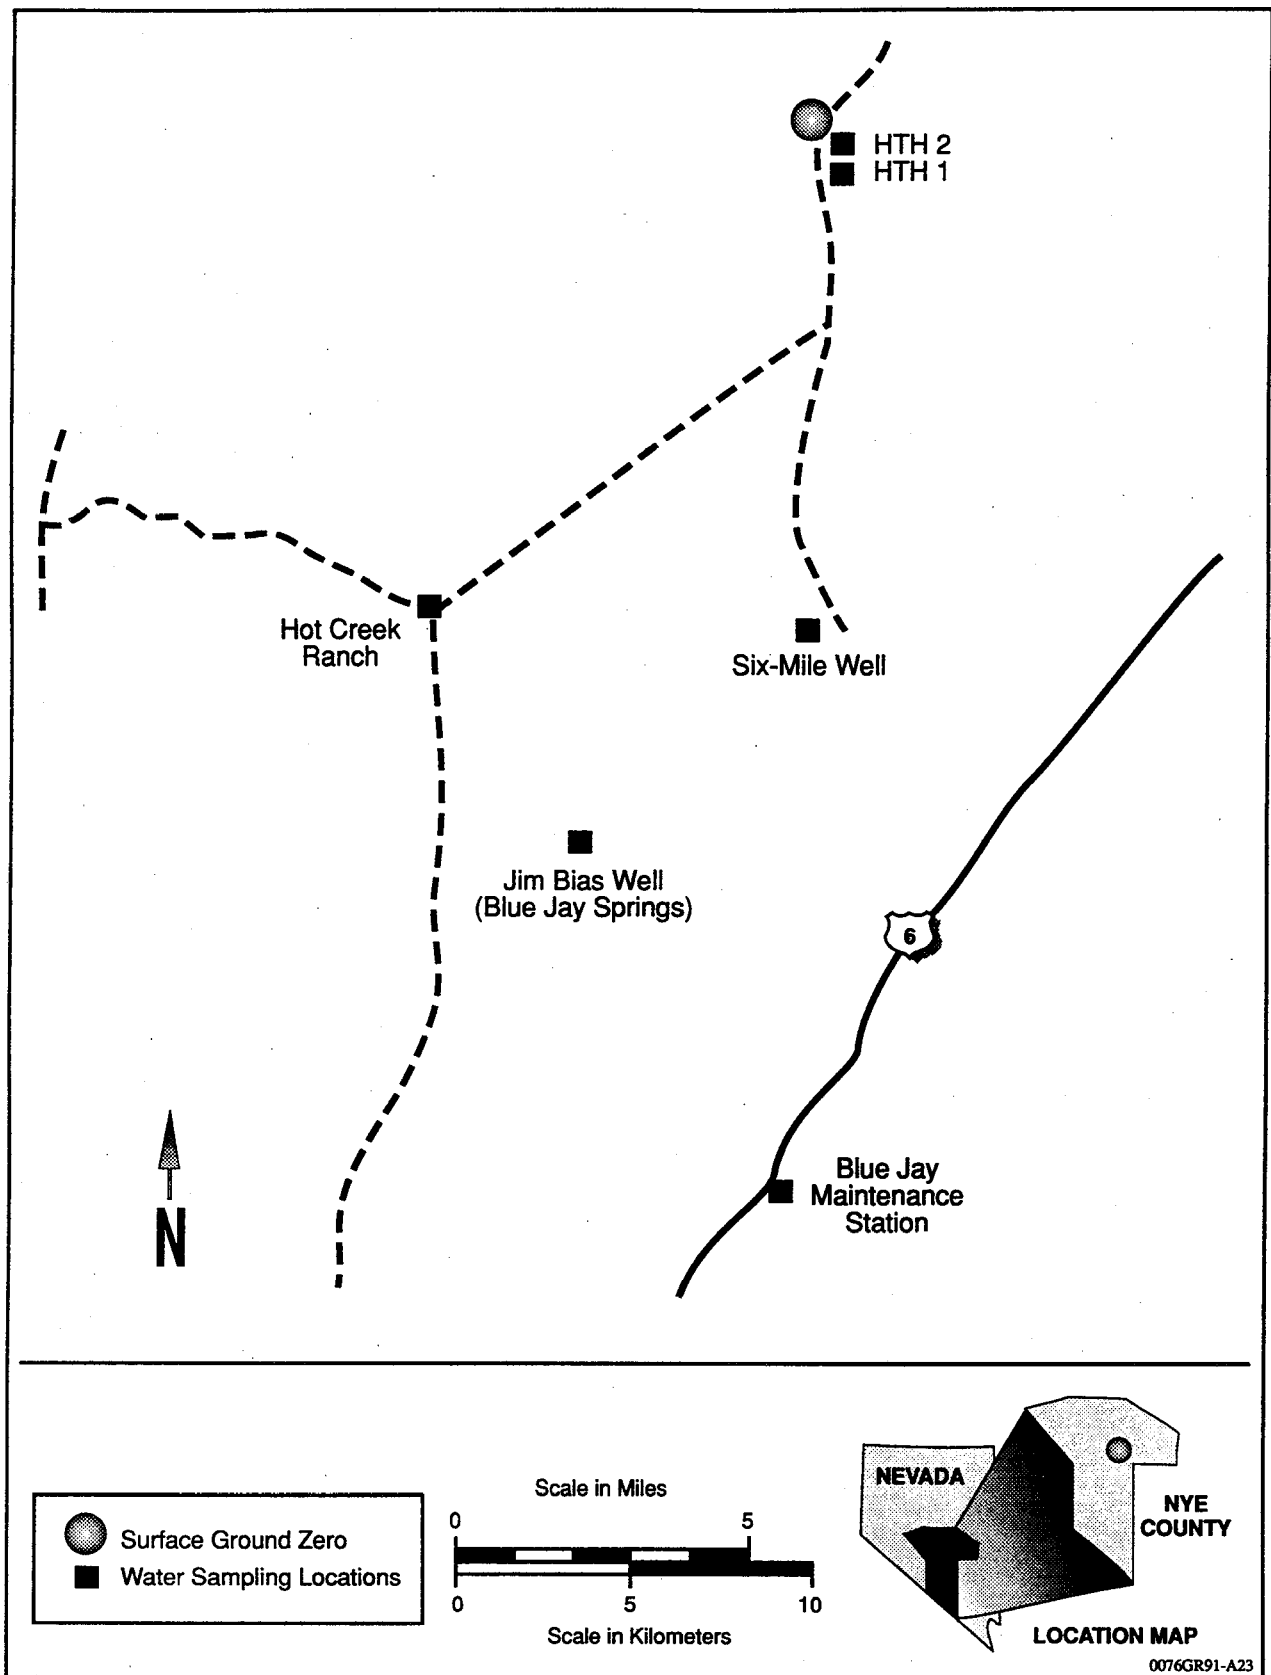 HTH 2
HTH 1
Hot Creek
Ranch
Six-Mile Well
Jim Bias Well
(Blue Jay Springs)
6
Blue Jay
Maintenance
Station
N
Surface Ground Zero
Water Sampling Locations
Scale in Miles
0 5
0 5 10
Scale in Kilometers
NEVADA
NYE
COUNTY
LOCATION MAP
0076GR91-A23